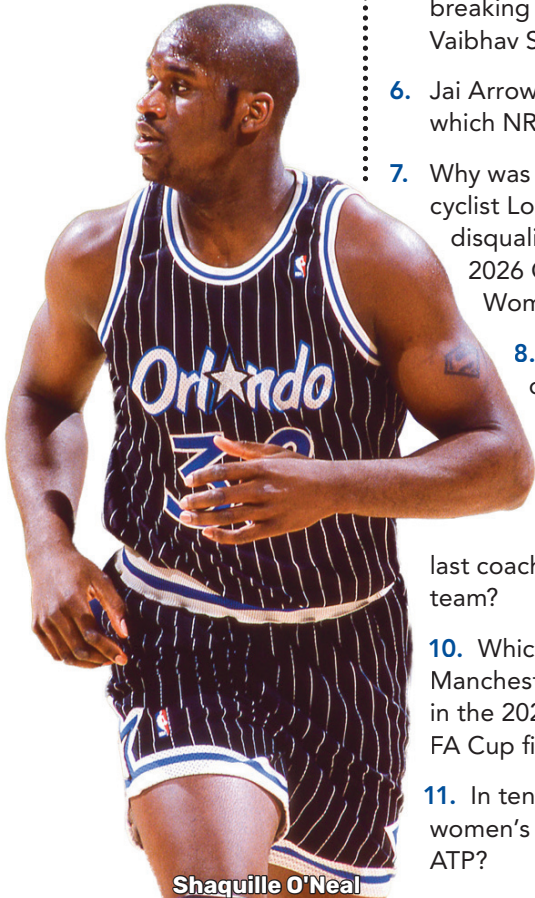 breaking
Vaibhav S
6. Jai Arrow
which NR
7. Why was
cyclist Lo
disquali
2026
Wom
8.
last coach
team?
10. Whic
Manchest
in the 202
FA Cup fi
11. In ten
women's
ATP?
Orlando
32
Shaquille O'Neal